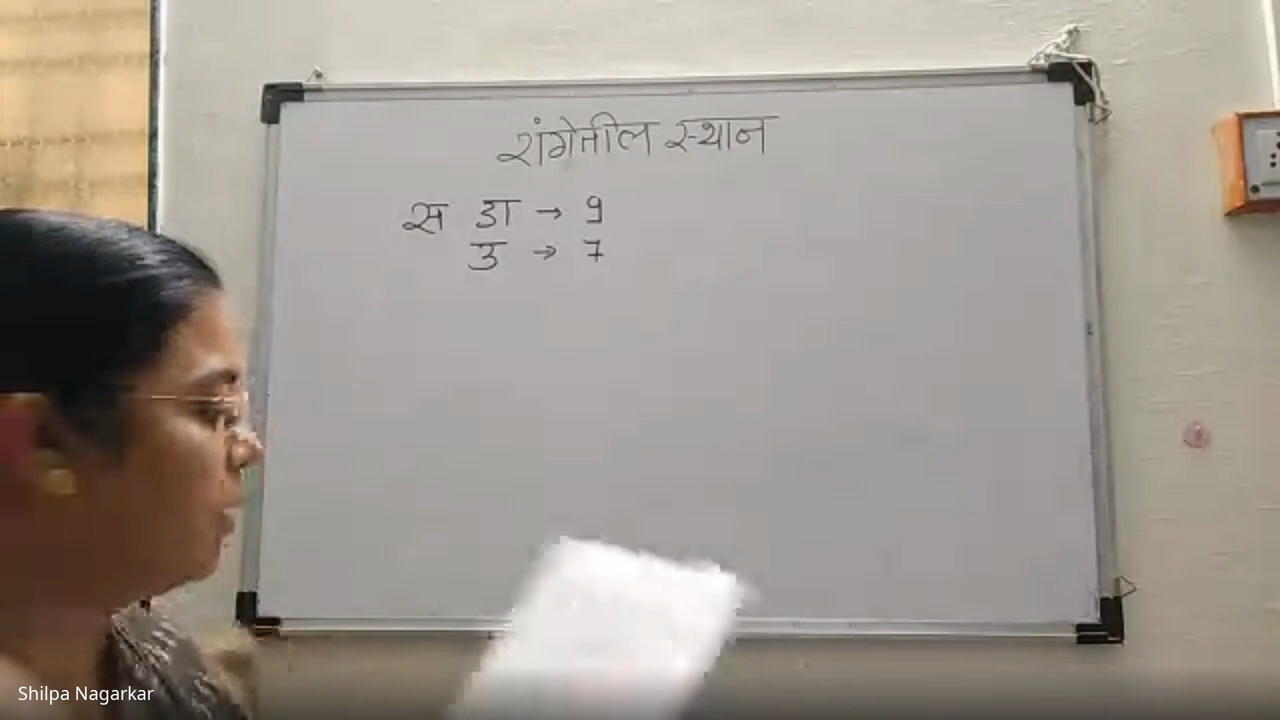 रांगेतील स्थान
स डा → 9
उ → 7
Shilpa Nagarkar